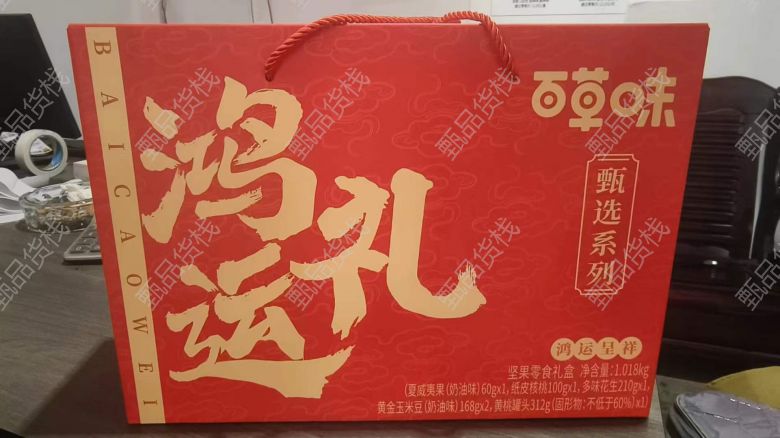 BAICAOWEI
鸿运礼
百草味
甄选系列
鸿运呈祥
坚果零食礼盒 净含量:1.018kg
(夏威夷果(奶油味)60gx1,纸皮核桃100gx1,多味花生210gx1,
黄金玉米豆(奶油味)168gx2,黄桃罐头312g(固形物:不低于60%)x1)
甄品货栈